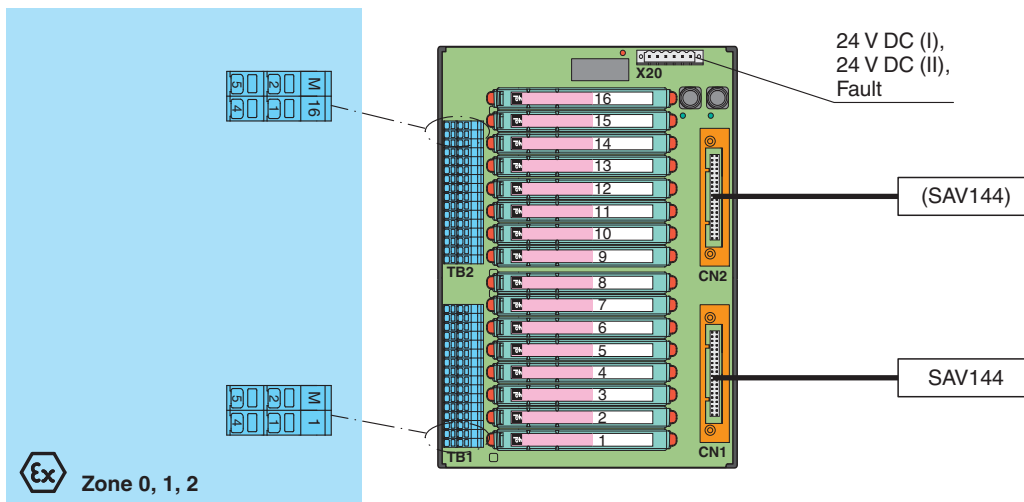 24 V DC (I),
24 V DC (II),
Fault
X20
5 2 M
4 1 16
16
15
14
13
12
11
10
9
TB2
CN2
(SAV144)
8
7
6
5
4
3
2
1
TB1
CN1
SAV144
5 2 M
4 1 1
Ex
Zone 0, 1, 2